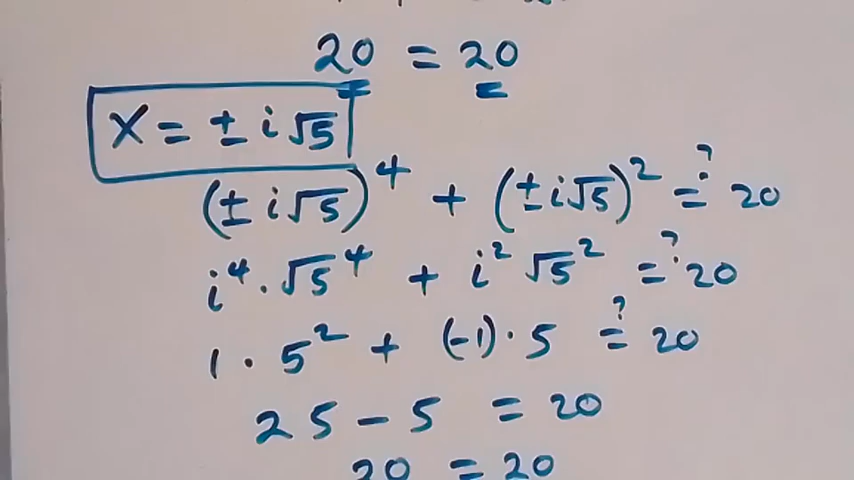 20 = 20
x = ± i √5
(± i √5)⁴ + (± i √5)² ≟ 20
i⁴ · √5⁴ + i² √5² ≟ 20
1 · 5² + (-1) · 5 ≟ 20
25 - 5 = 20
20 = 20